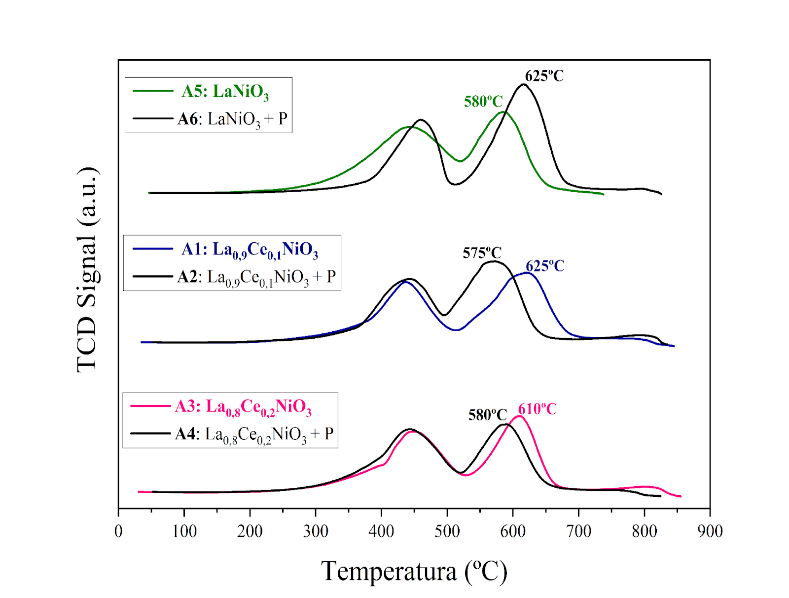 625ºC
A5: LaNiO3
580ºC
A6: LaNiO3 + P
TCD Signal (a.u.)
A1: La0,9Ce0,1NiO3
575ºC
625ºC
A2: La0,9Ce0,1NiO3 + P
A3: La0,8Ce0,2NiO3
580ºC
610ºC
A4: La0,8Ce0,2NiO3 + P
0 100 200 300 400 500 600 700 800 900
Temperatura (ºC)